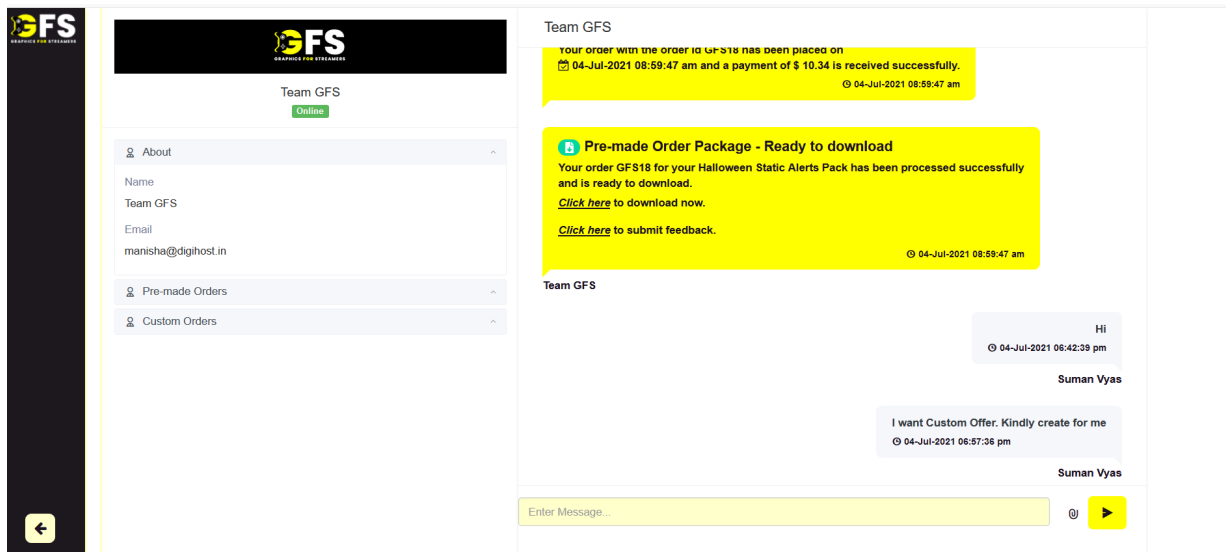 GFS
GRAPHICS FOR STREAMERS
GFS
GRAPHICS FOR STREAMERS
Team GFS
Online
About
Name
Team GFS
Email
manisha@digihost.in
Pre-made Orders
Custom Orders
Team GFS
Your order with the order id GFS18 has been placed on
04-Jul-2021 08:59:47 am and a payment of $ 10.34 is received successfully.
04-Jul-2021 08:59:47 am
Pre-made Order Package - Ready to download
Your order GFS18 for your Halloween Static Alerts Pack has been processed successfully
and is ready to download.
Click here to download now.
Click here to submit feedback.
04-Jul-2021 08:59:47 am
Team GFS
Hi
04-Jul-2021 06:42:39 pm
Suman Vyas
I want Custom Offer. Kindly create for me
04-Jul-2021 06:57:36 pm
Suman Vyas
Enter Message...